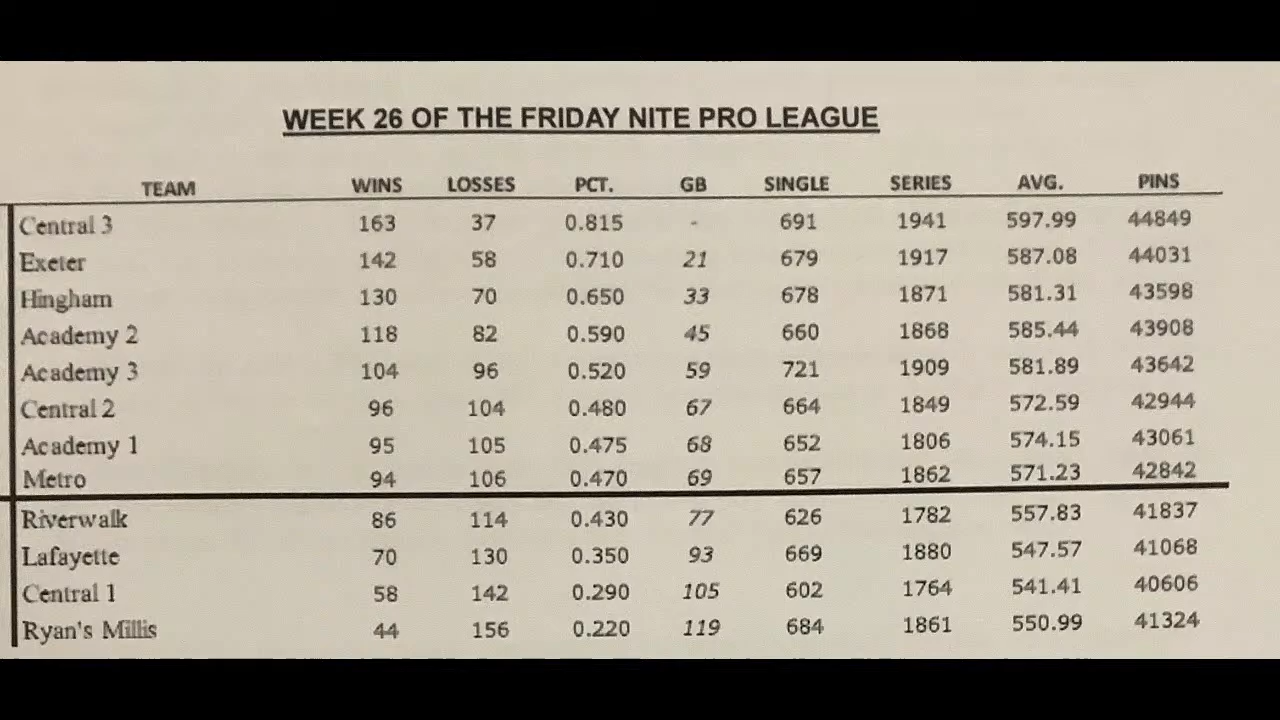 WEEK 26 OF THE FRIDAY NITE PRO LEAGUE
TEAM WINS LOSSES PCT. GB SINGLE SERIES AVG. PINS
Central 3 163 37 0.815 - 691 1941 597.99 44849
Exeter 142 58 0.710 21 679 1917 587.08 44031
Hingham 130 70 0.650 33 678 1871 581.31 43598
Academy 2 118 82 0.590 45 660 1868 585.44 43908
Academy 3 104 96 0.520 59 721 1909 581.89 43642
Central 2 96 104 0.480 67 664 1849 572.59 42944
Academy 1 95 105 0.475 68 652 1806 574.15 43061
Metro 94 106 0.470 69 657 1862 571.23 42842
Riverwalk 86 114 0.430 77 626 1782 557.83 41837
Lafayette 70 130 0.350 93 669 1880 547.57 41068
Central 1 58 142 0.290 105 602 1764 541.41 40606
Ryan's Millis 44 156 0.220 119 684 1861 550.99 41324